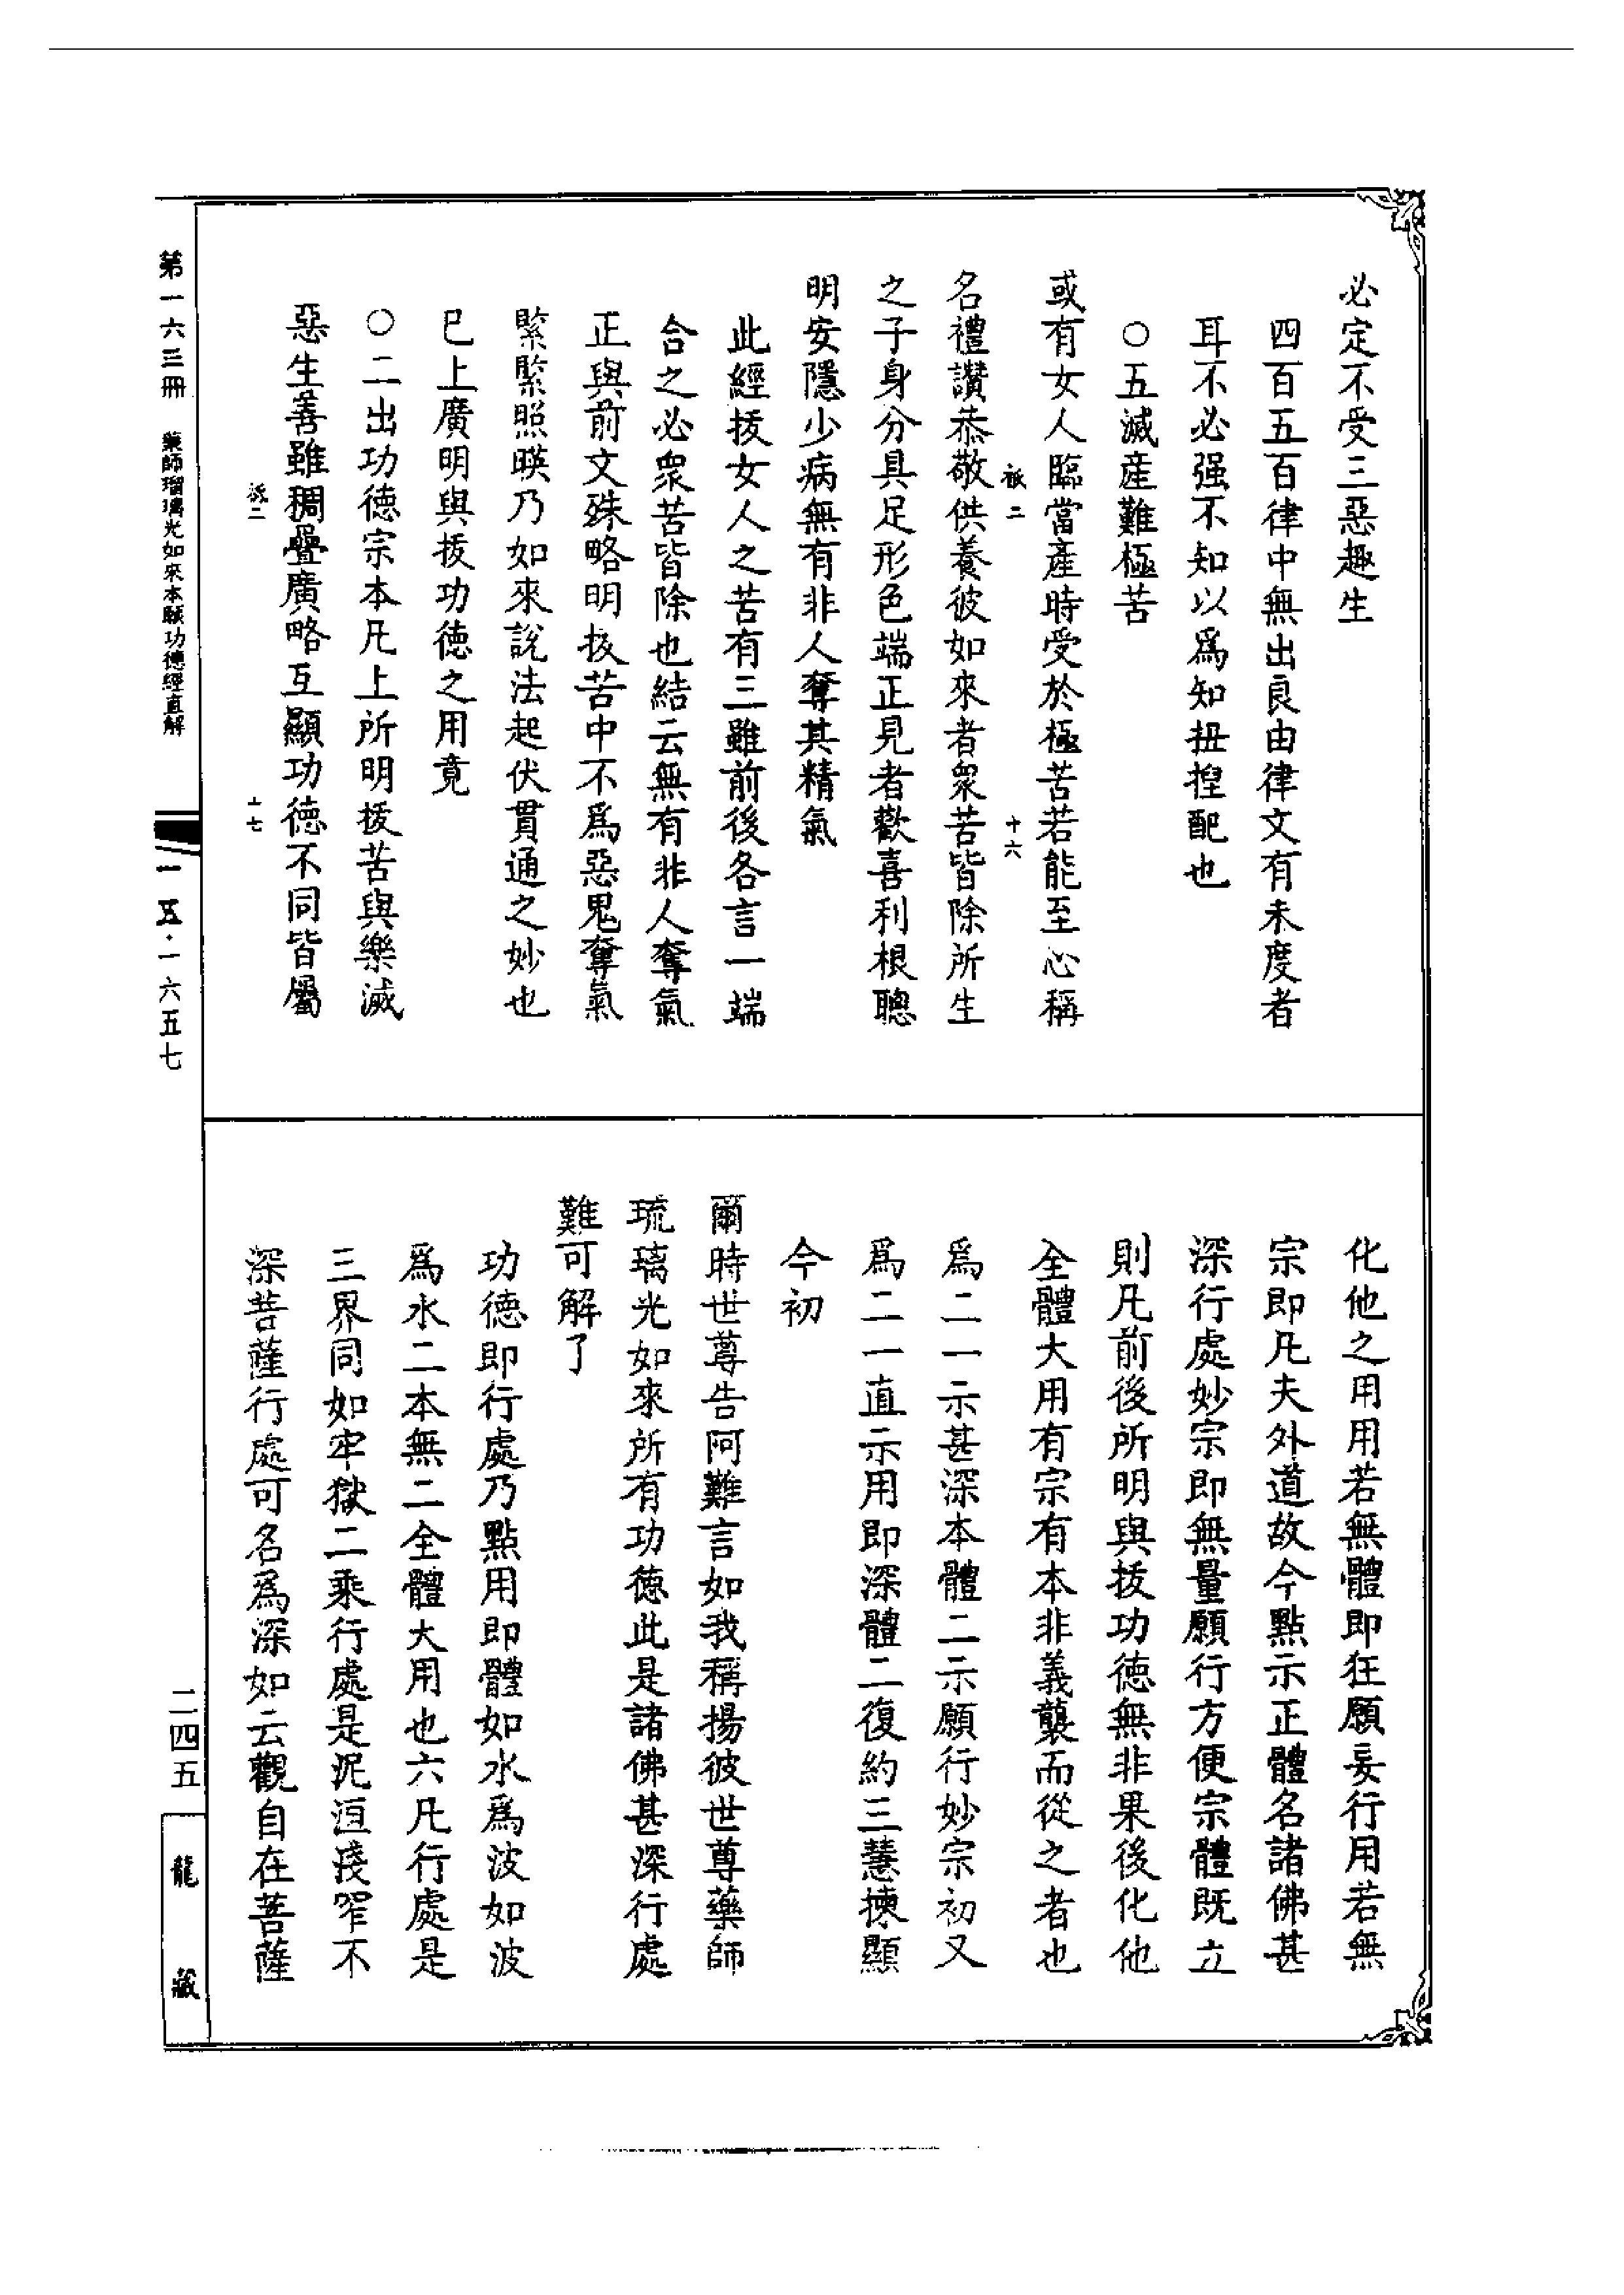 必定不受三惡趣生
四百五百律中無出良由律文有未度者
耳不必强不知以爲知扭揑配也
○五滅産難極苦
或有女人臨當產時受於極苦若能至心稱
祗二
十六
名禮讚恭敬供養彼如來者衆苦皆除所生
之子身分具足形色端正見者歡喜利根聰
明安隱少病無有非人奪其精氣
此經拔女人之苦有三雖前後各言一端
合之必衆苦皆除也結云無有非人奪氣
正與前文殊略明拔苦中不爲惡鬼奪氣
緊緊照暎乃如來說法起伏貫通之妙也
已上廣明與拔功德之用竟
○二出功德宗本凡上所明拔苦與樂滅
惡生善雖稠疊廣略互顯功德不同皆屬
祗二
十七
化他之用用若無體即狂願妄行用若無
宗即凡夫外道故今點示正體名諸佛甚
深行處妙宗即無量願行方便宗體既立
則凡前後所明與拔功德無非果後化他
全體大用有宗有本非義襲而從之者也
爲二一示甚深本體二示願行妙宗初又
爲二一直示用即深體二復約三慧揀顯
今初
爾時世尊告阿難言如我稱揚彼世尊藥師
琉璃光如來所有功德此是諸佛甚深行處
難可解了
功德即行處乃點用即體如水爲波如波
爲水二本無二全體大用也六凡行處是
三界同如牢獄二乘行處是泥洹淺窄不
深菩薩行處可名爲深如云觀自在菩薩
第一六三冊 藥師瑠璃光如來本願功德經直解
一五·一六五七
二四五
龍藏